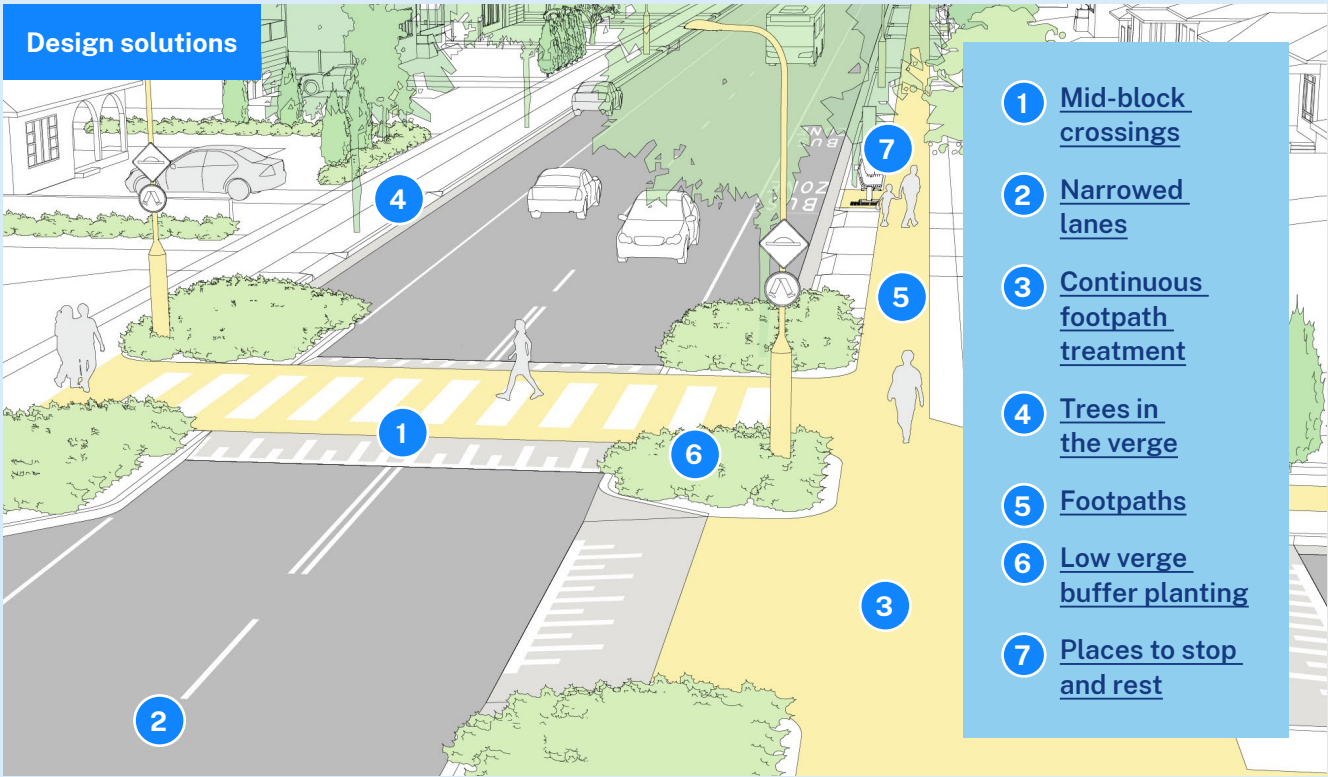 Design solutions
1 Mid-block
crossings
2 Narrowed
lanes
3 Continuous
footpath
treatment
4 Trees in
the verge
5 Footpaths
6 Low verge
buffer planting
7 Places to stop
and rest
7
4
5
1
6
3
2
BUS
ZO